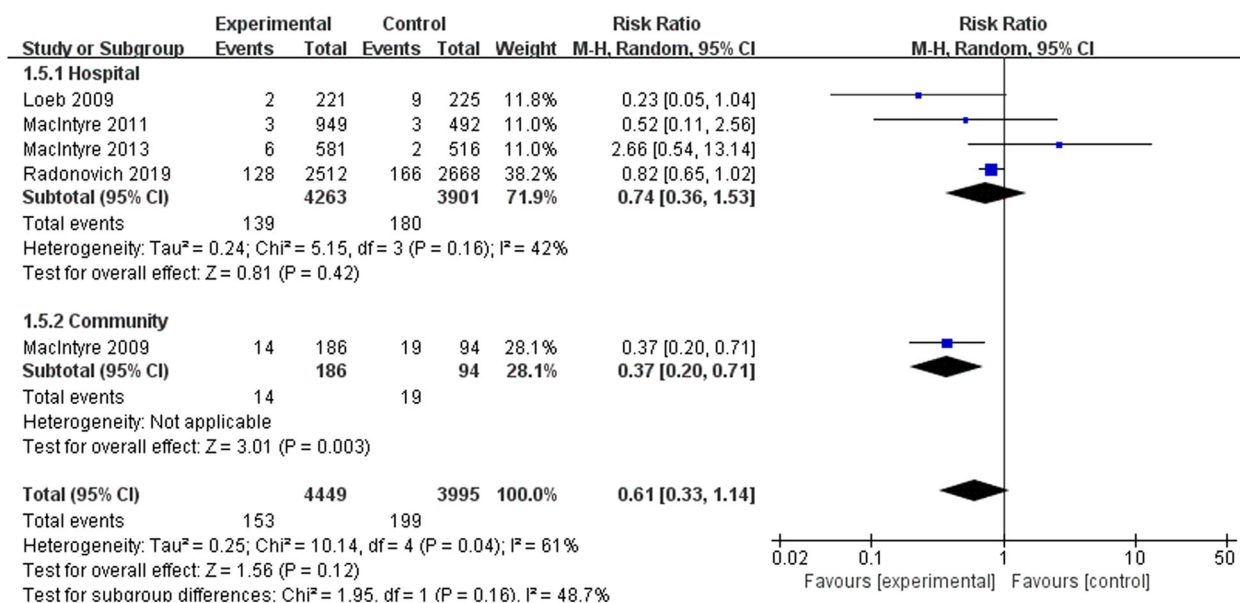 Experimental Control Risk Ratio Risk Ratio
Study or Subgroup Events Total Events Total Weight M-H, Random, 95% CI M-H, Random, 95% CI
1.5.1 Hospital
Loeb 2009 2 221 9 225 11.8% 0.23 [0.05, 1.04]
MacIntyre 2011 3 949 3 492 11.0% 0.52 [0.11, 2.56]
MacIntyre 2013 6 581 2 516 11.0% 2.66 [0.54, 13.14]
Radonovich 2019 128 2512 166 2668 38.2% 0.82 [0.65, 1.02]
Subtotal (95% CI) 4263 3901 71.9% 0.74 [0.36, 1.53]
Total events 139 180
Heterogeneity: Tau² = 0.24; Chi² = 5.15, df = 3 (P = 0.16); I² = 42%
Test for overall effect: Z = 0.81 (P = 0.42)
1.5.2 Community
MacIntyre 2009 14 186 19 94 28.1% 0.37 [0.20, 0.71]
Subtotal (95% CI) 186 94 28.1% 0.37 [0.20, 0.71]
Total events 14 19
Heterogeneity: Not applicable
Test for overall effect: Z = 3.01 (P = 0.003)
Total (95% CI) 4449 3995 100.0% 0.61 [0.33, 1.14]
Total events 153 199
Heterogeneity: Tau² = 0.25; Chi² = 10.14, df = 4 (P = 0.04); I² = 61%
Test for overall effect: Z = 1.56 (P = 0.12)
Test for subgroup differences: Chi² = 1.95, df = 1 (P = 0.16), I² = 48.7%
0.02 0.1 1 10 50
Favours [experimental] Favours [control]